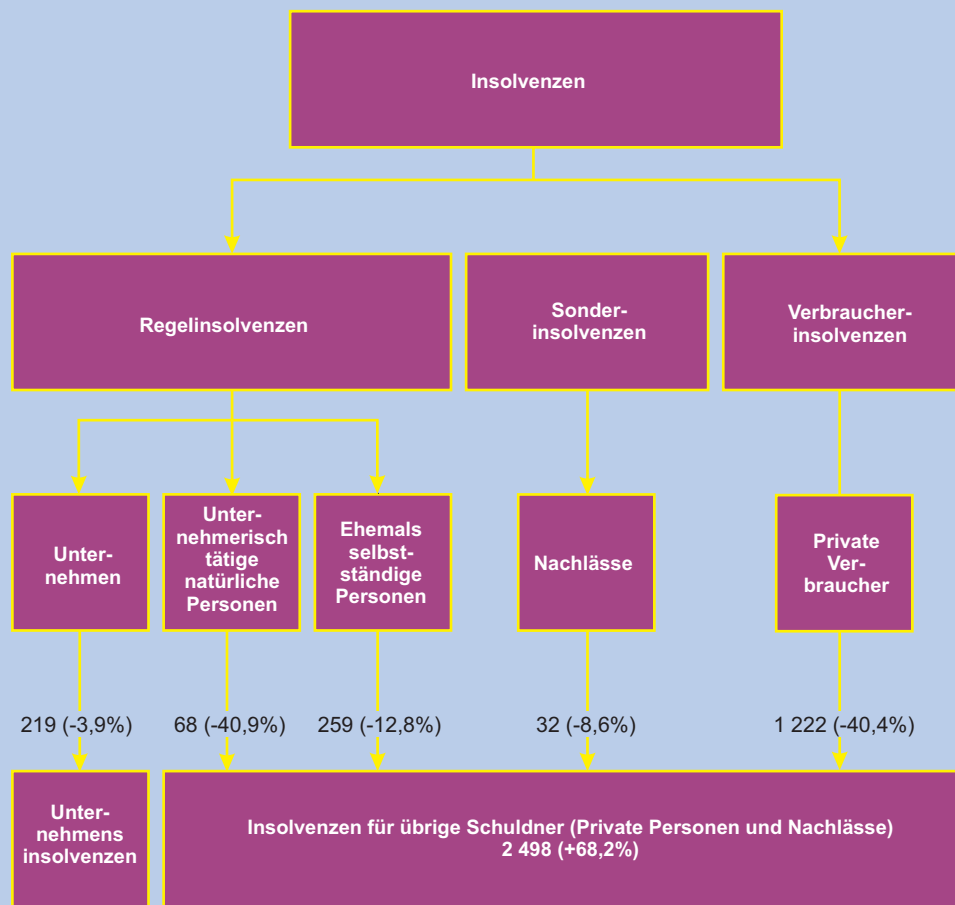 Insolvenzen
Regelinsolvenzen
Sonder-
insolvenzen
Verbraucher-
insolvenzen
Unter-
nehmen
Unter-
nehmerisch
tätige
natürliche
Personen
Ehemals
selbst-
ständige
Personen
Nachlässe
Private
Ver-
braucher
219 (-3,9%)
68 (-40,9%)
259 (-12,8%)
32 (-8,6%)
1 222 (-40,4%)
Unter-
nehmens
insolvenzen
Insolvenzen für übrige Schuldner (Private Personen und Nachlässe)
2 498 (+68,2%)